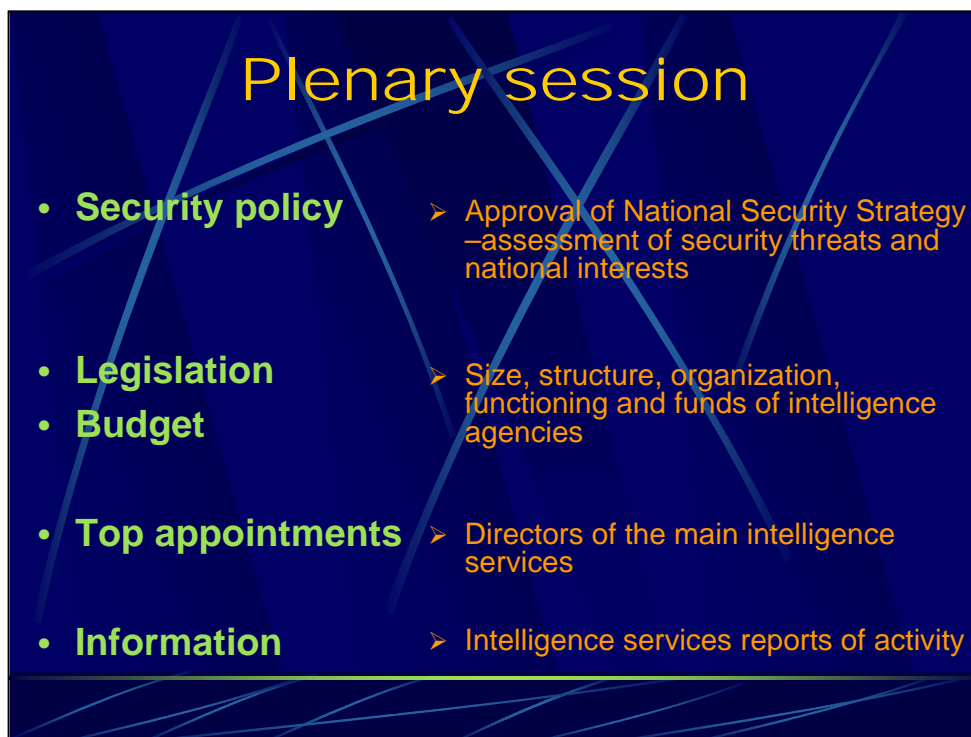 Plenary session
• Security policy
➢ Approval of National Security Strategy
–assessment of security threats and
national interests
• Legislation
• Budget
➢ Size, structure, organization,
functioning and funds of intelligence
agencies
• Top appointments
➢ Directors of the main intelligence
services
• Information
➢ Intelligence services reports of activity